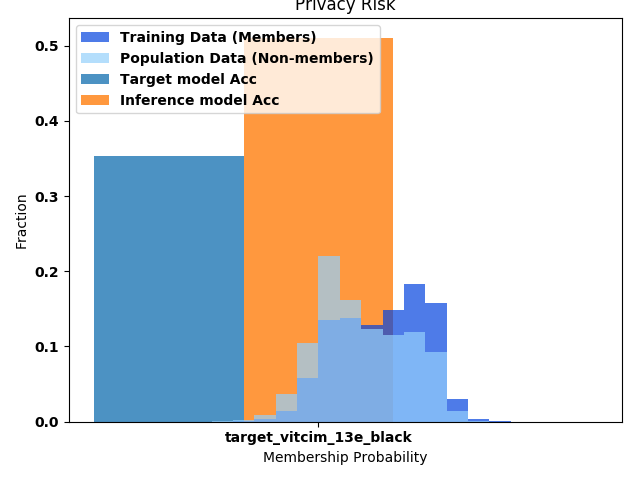 Privacy Risk
Training Data (Members)
Population Data (Non-members)
Target model Acc
Inference model Acc
0.5
0.4
0.3
0.2
0.1
0.0
Fraction
target_vitcim_13e_black
Membership Probability